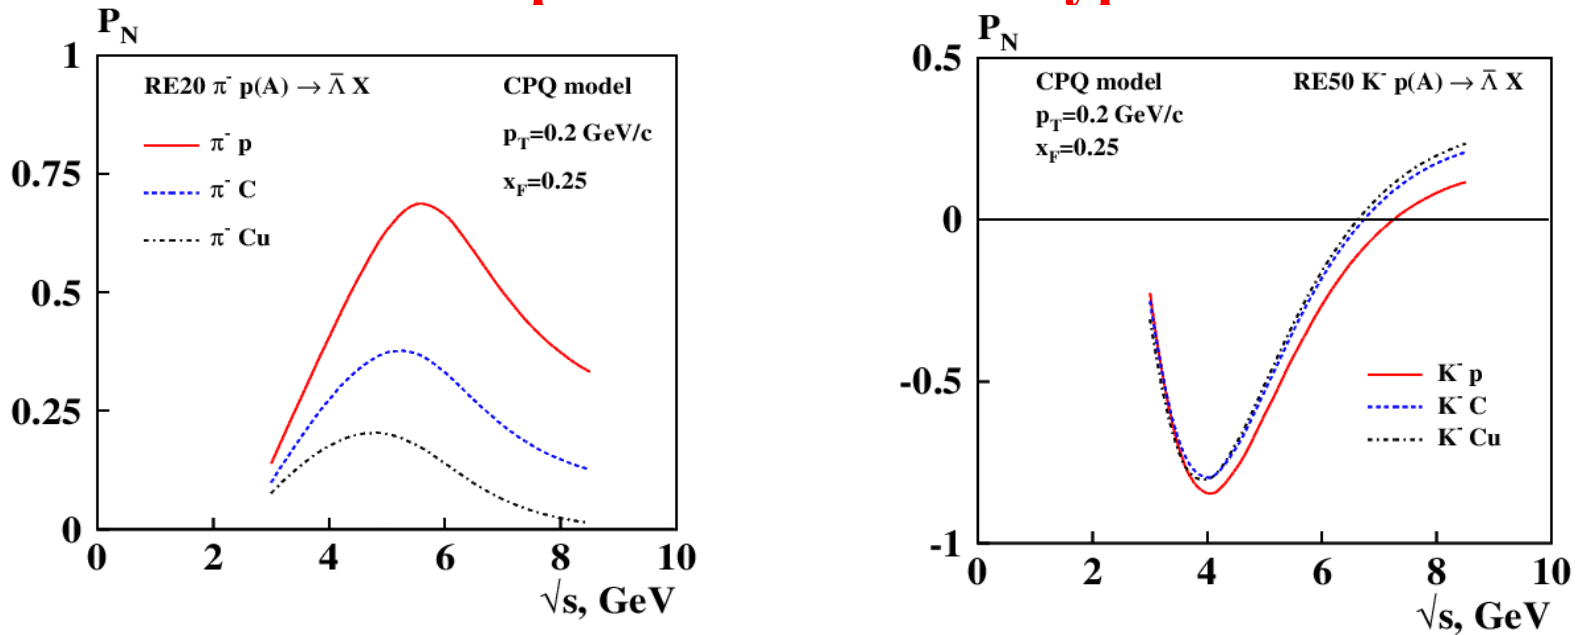 P_N
1
0.75
0.5
0.25
0
0 2 4 6 8 10
√s, GeV
RE20 π⁻ p(A) → Λ̄ X
π⁻ p
π⁻ C
π⁻ Cu
CPQ model
p_T=0.2 GeV/c
x_F=0.25
P_N
0.5
0
-0.5
-1
0 2 4 6 8 10
√s, GeV
CPQ model
p_T=0.2 GeV/c
x_F=0.25
RE50 K⁻ p(A) → Λ̄ X
K⁻ p
K⁻ C
K⁻ Cu